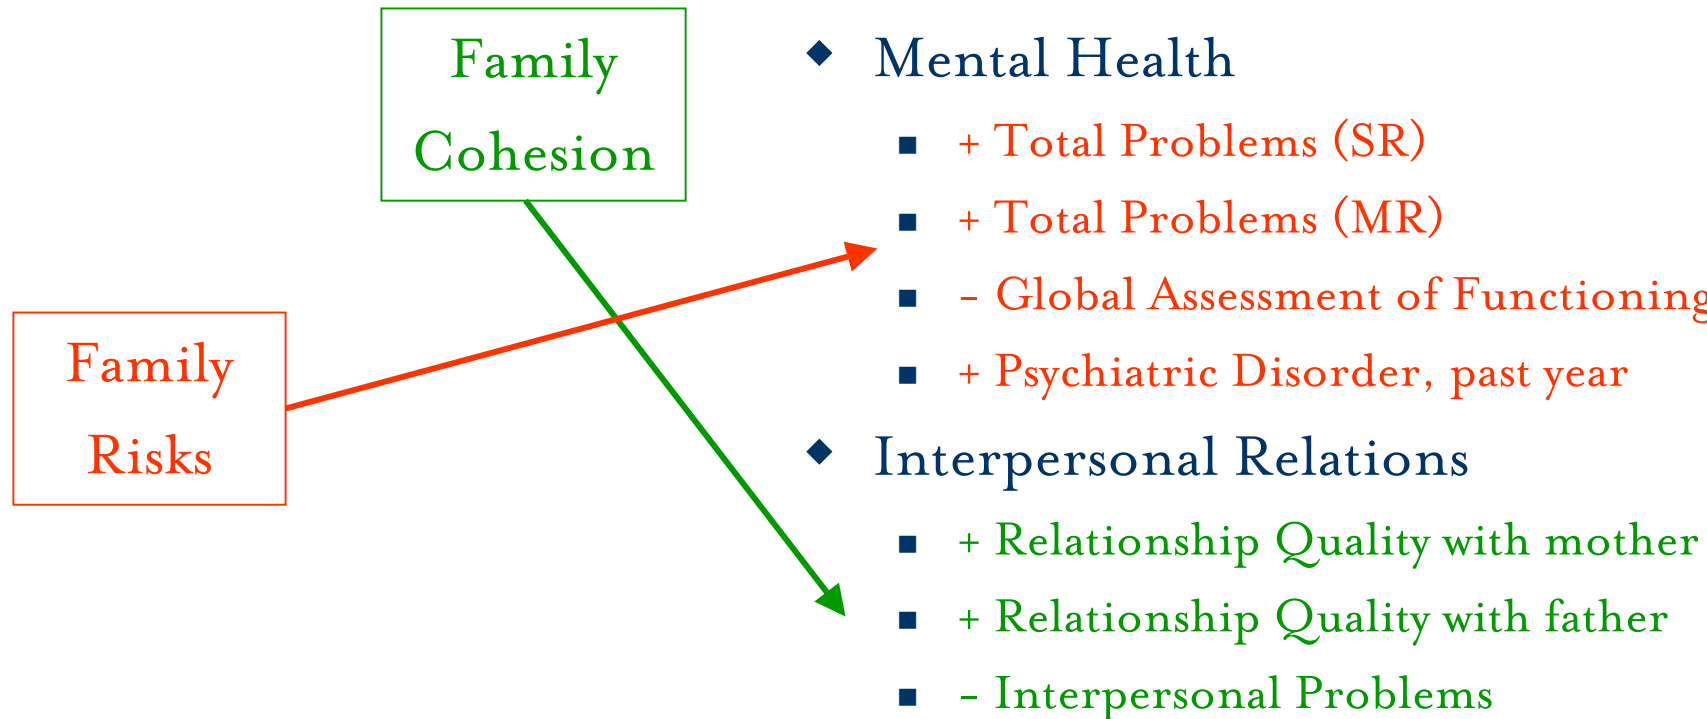 Family
Cohesion
Family
Risks
Mental Health
+ Total Problems (SR)
+ Total Problems (MR)
- Global Assessment of Functioning
+ Psychiatric Disorder, past year
Interpersonal Relations
+ Relationship Quality with mother
+ Relationship Quality with father
- Interpersonal Problems